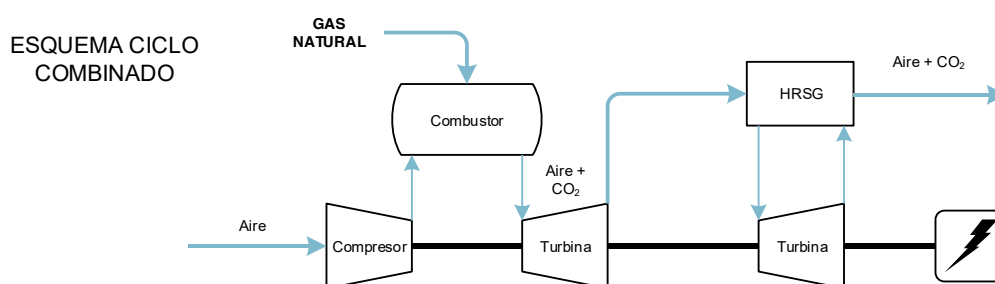 ESQUEMA CICLO
COMBINADO
GAS
NATURAL
Combustor
HRSG
Aire + CO₂
Aire +
CO₂
Aire
Compresor
Turbina
Turbina